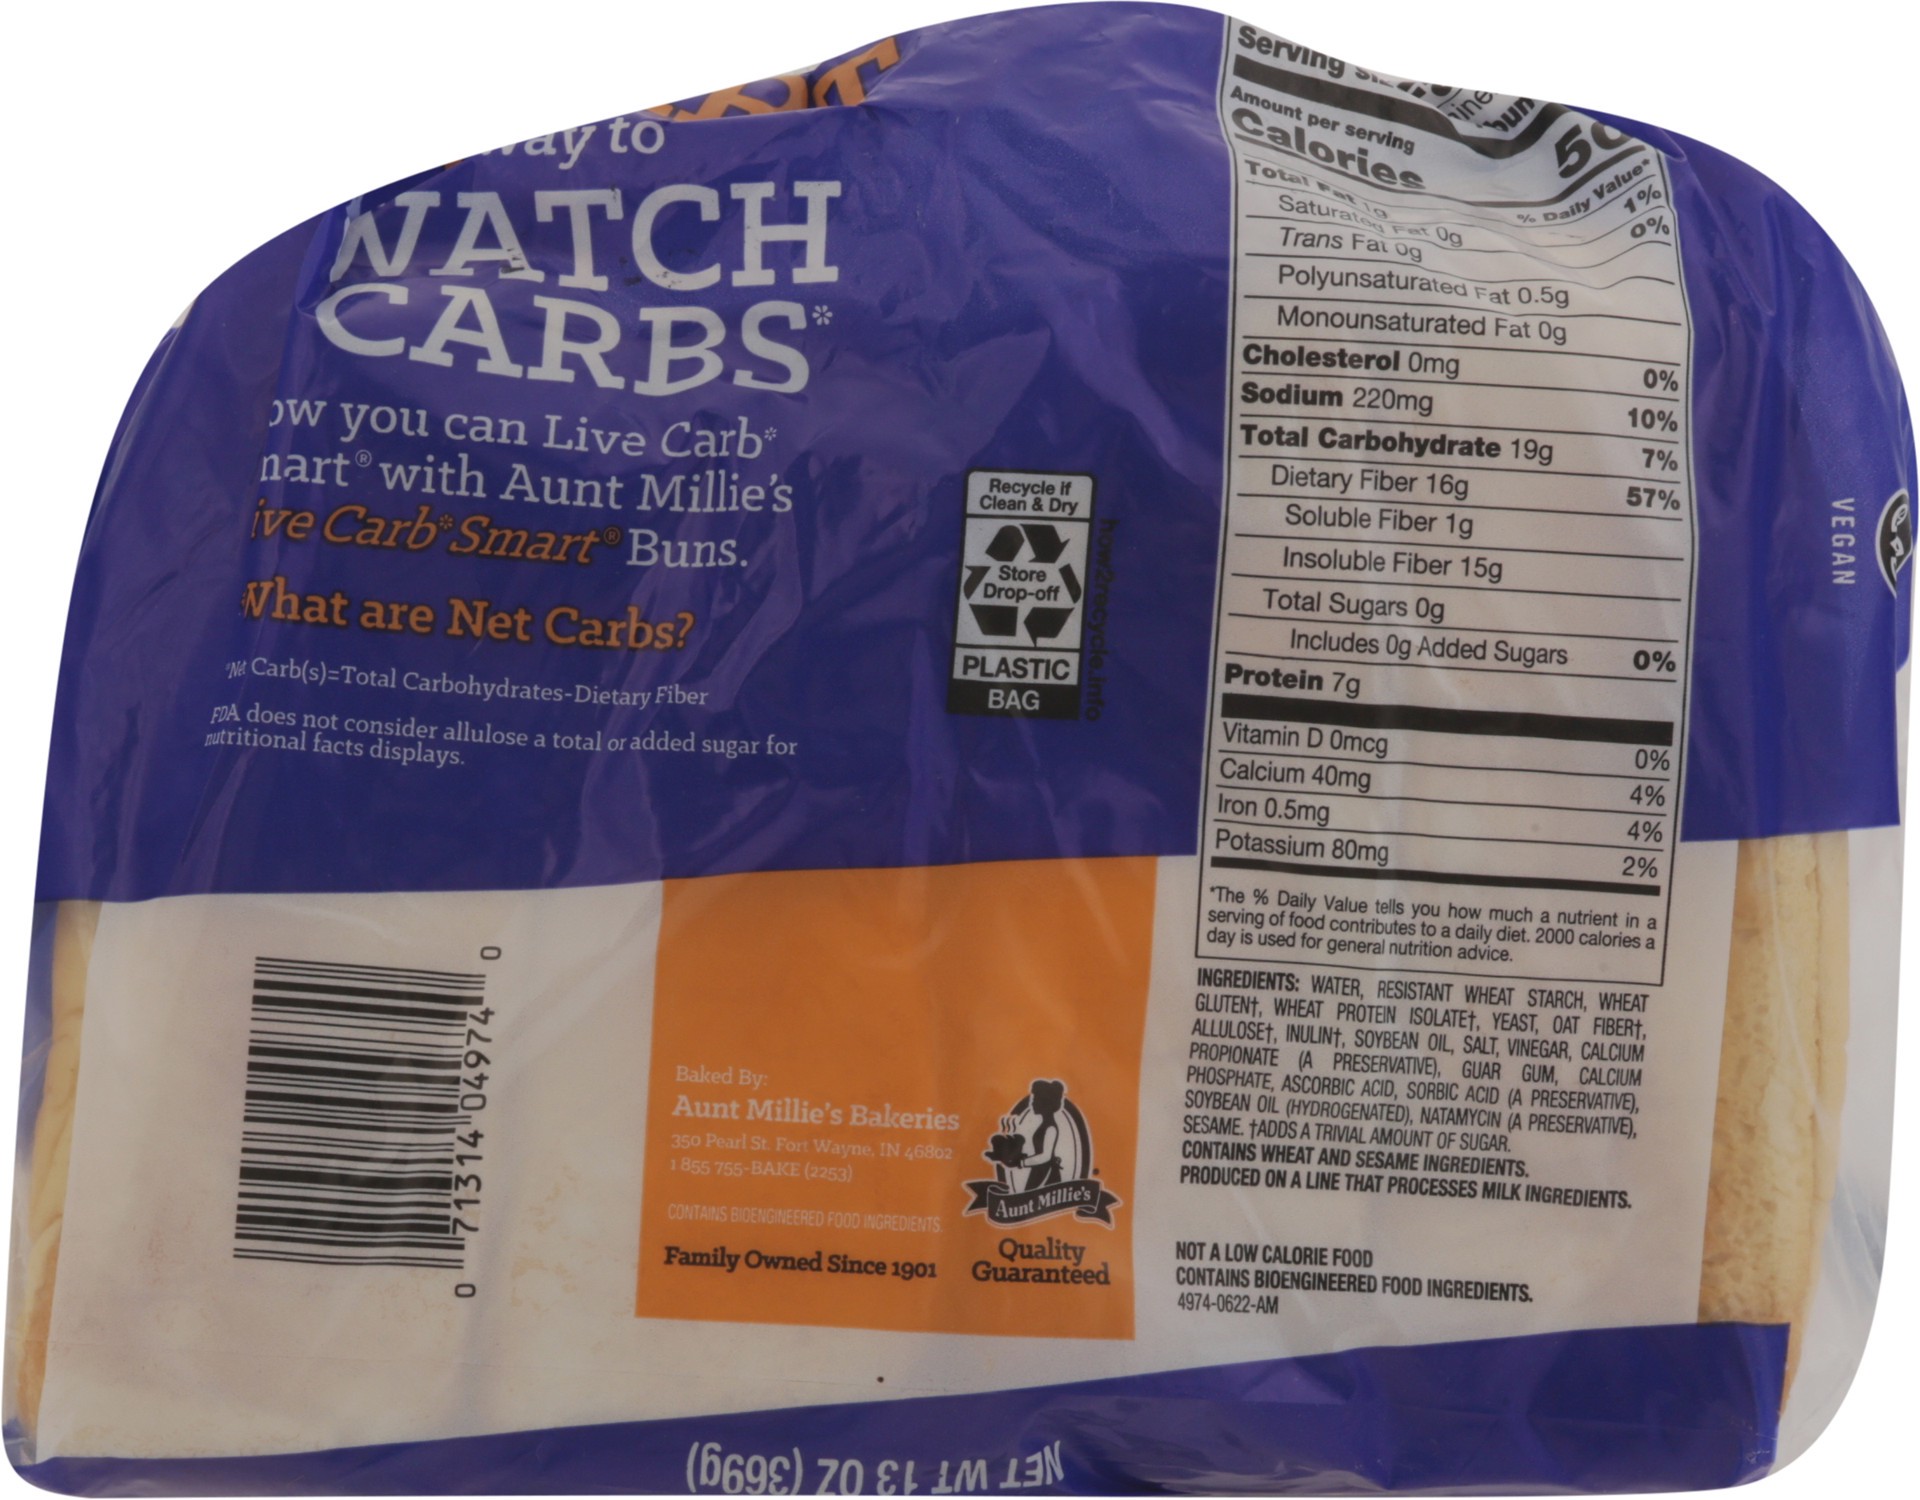 to
WATCH
CARBS*
you can Live Carb*
with Aunt Millie's
Carb*Smart® Buns.
What are Net Carbs?
*Net Carb(s)=Total Carbohydrates-Dietary Fiber
FDA does not consider allulose a total or added sugar for
nutritional facts displays.
Recycle if
Clean & Dry
Store
Drop-off
PLASTIC
BAG
how2recycle.info
Serving
Amount per serving
Calories
% Daily Value*
Total Fat 1g 1%
Saturated Fat 0g 0%
Trans Fat 0g
Polyunsaturated Fat 0.5g
Monounsaturated Fat 0g
Cholesterol 0mg 0%
Sodium 220mg 10%
Total Carbohydrate 19g 7%
Dietary Fiber 16g 57%
Soluble Fiber 1g
Insoluble Fiber 15g
Total Sugars 0g
Includes 0g Added Sugars 0%
Protein 7g
Vitamin D 0mcg 0%
Calcium 40mg 4%
Iron 0.5mg 4%
Potassium 80mg 2%
*The % Daily Value tells you how much a nutrient in a
serving of food contributes to a daily diet. 2000 calories a
day is used for general nutrition advice.
INGREDIENTS: WATER, RESISTANT WHEAT STARCH, WHEAT
GLUTEN†, WHEAT PROTEIN ISOLATE†, YEAST, OAT FIBER†,
ALLULOSE†, INULIN†, SOYBEAN OIL, SALT, VINEGAR, CALCIUM
PROPIONATE (A PRESERVATIVE), GUAR GUM, CALCIUM
PHOSPHATE, ASCORBIC ACID, SORBIC ACID (A PRESERVATIVE),
SOYBEAN OIL (HYDROGENATED), NATAMYCIN (A PRESERVATIVE),
SESAME. †ADDS A TRIVIAL AMOUNT OF SUGAR.
CONTAINS WHEAT AND SESAME INGREDIENTS.
PRODUCED ON A LINE THAT PROCESSES MILK INGREDIENTS.
NOT A LOW CALORIE FOOD
CONTAINS BIOENGINEERED FOOD INGREDIENTS.
4974-0622-AM
VEGAN
0 71314 04974 0
Baked By:
Aunt Millie's Bakeries
350 Pearl St. Fort Wayne, IN 46802
1 855 755-BAKE (2253)
CONTAINS BIOENGINEERED FOOD INGREDIENTS.
Family Owned Since 1901
Aunt Millie's
Quality
Guaranteed
NET WT 13 OZ (369g)